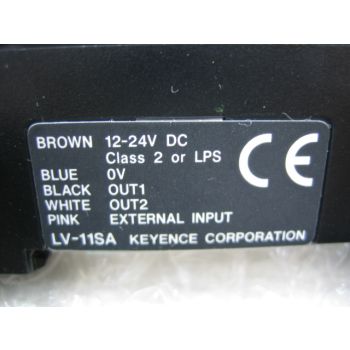 BROWN 12-24V DC
Class 2 or LPS
BLUE 0V
BLACK OUT1
WHITE OUT2
PINK EXTERNAL INPUT
LV-11SA KEYENCE CORPORATION
CE